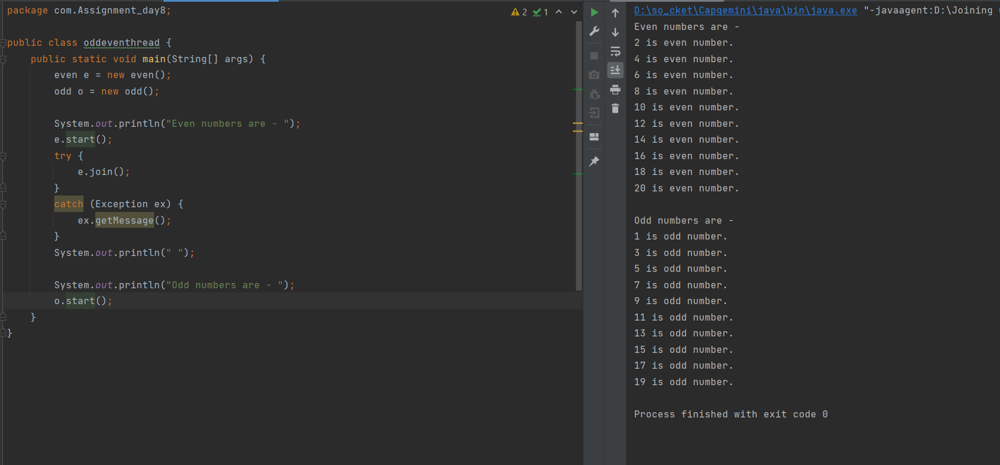 package com.Assignment_day8;
2 1
public class oddeventhread {
public static void main(String[] args) {
even e = new even();
odd o = new odd();
System.out.println("Even numbers are - ");
e.start();
try {
e.join();
}
catch (Exception ex) {
ex.getMessage();
}
System.out.println(" ");
System.out.println("Odd numbers are - ");
o.start();
}
}
D:\so_cket\Capgemini\java\bin\java.exe "-javaagent:D:\Joining
Even numbers are -
2 is even number.
4 is even number.
6 is even number.
8 is even number.
10 is even number.
12 is even number.
14 is even number.
16 is even number.
18 is even number.
20 is even number.
Odd numbers are -
1 is odd number.
3 is odd number.
5 is odd number.
7 is odd number.
9 is odd number.
11 is odd number.
13 is odd number.
15 is odd number.
17 is odd number.
19 is odd number.
Process finished with exit code 0